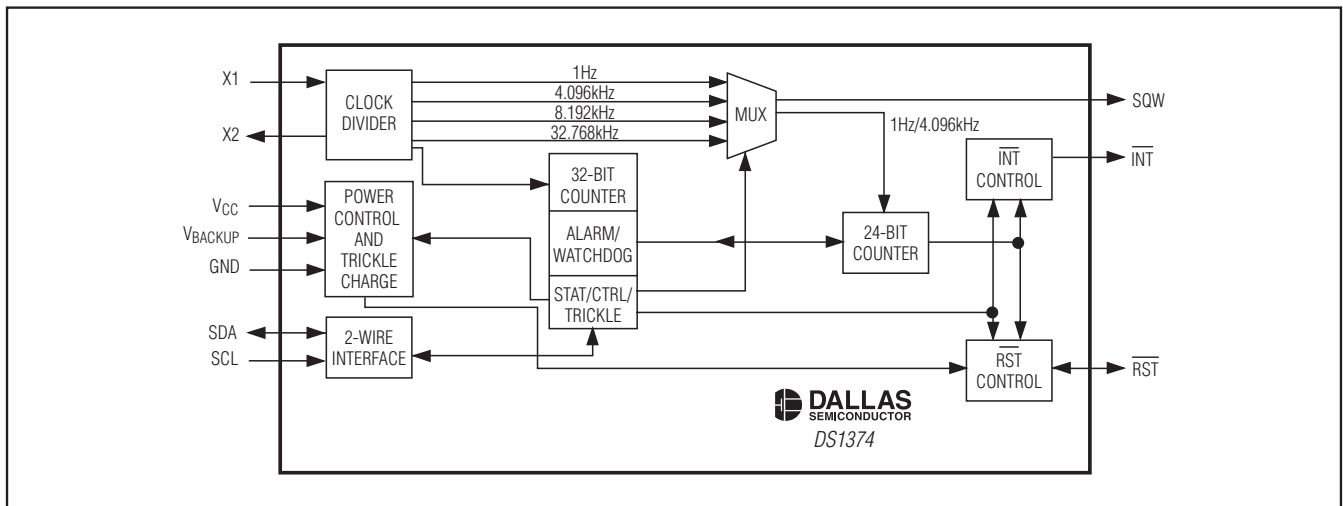 X1
X2
VCC
VBACKUP
GND
SDA
SCL
CLOCK
DIVIDER
POWER
CONTROL
AND
TRICKLE
CHARGE
2-WIRE
INTERFACE
1Hz
4.096kHz
8.192kHz
32.768kHz
32-BIT
COUNTER
ALARM/
WATCHDOG
STAT/CTRL/
TRICKLE
MUX
1Hz/4.096kHz
24-BIT
COUNTER
INT
CONTROL
RST
CONTROL
SQW
INT
RST
DALLAS
SEMICONDUCTOR
DS1374